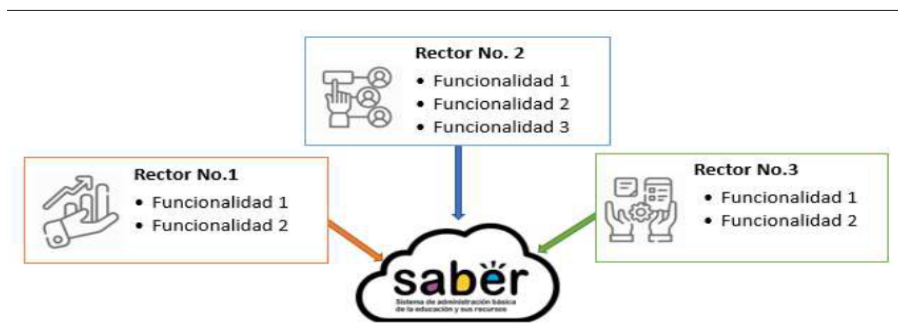 Rector No. 2
• Funcionalidad 1
• Funcionalidad 2
• Funcionalidad 3
Rector No.1
• Funcionalidad 1
• Funcionalidad 2
Rector No.3
• Funcionalidad 1
• Funcionalidad 2
saber
Sistema de administración básica
de la educación y sus recursos